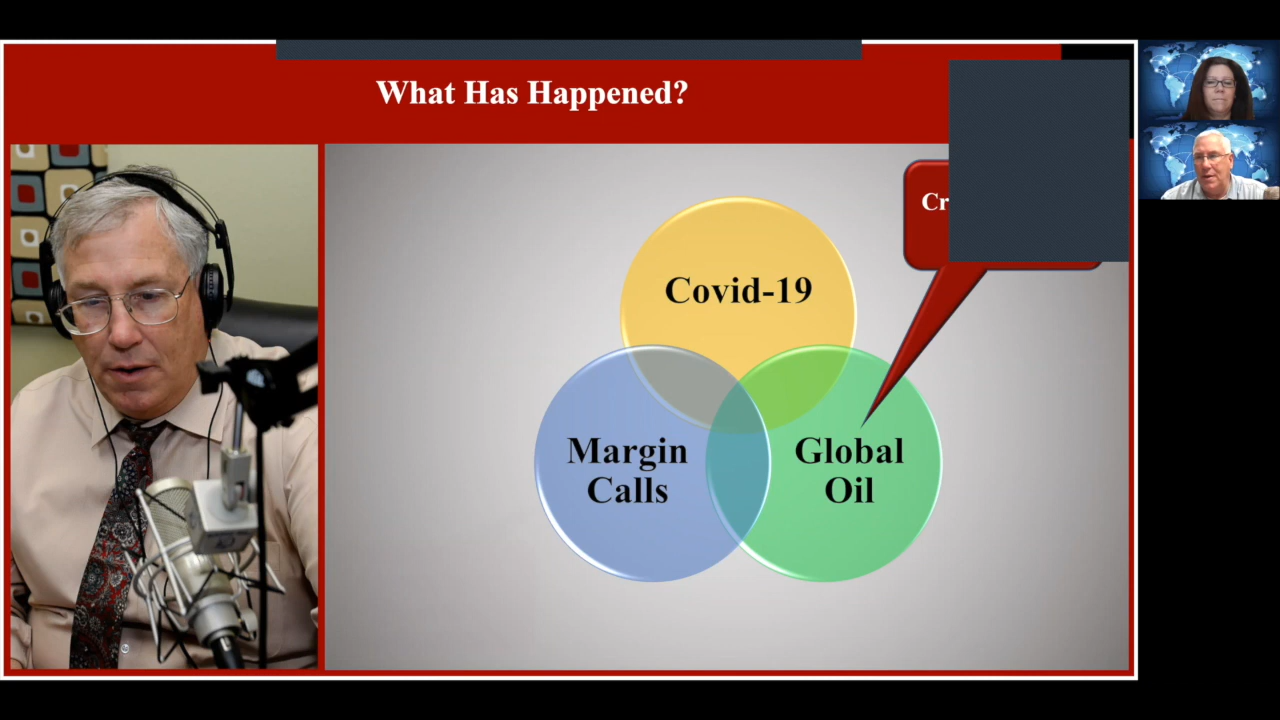 What Has Happened?
Covid-19
Margin
Calls
Global
Oil